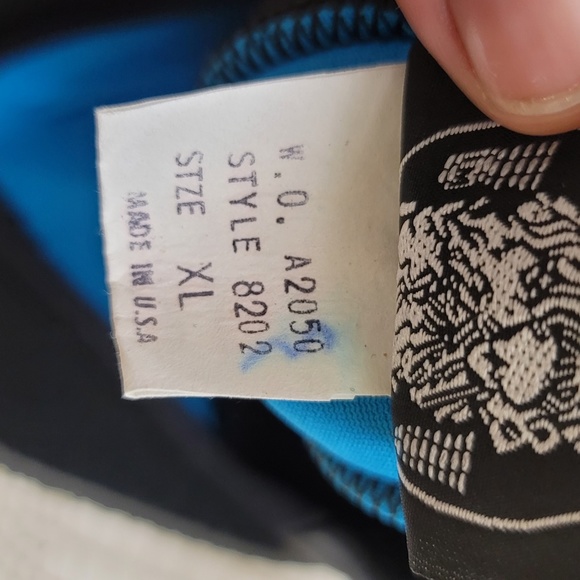 W.O. A2050
STYLE 8202
SIZE XL
MADE IN U.S.A